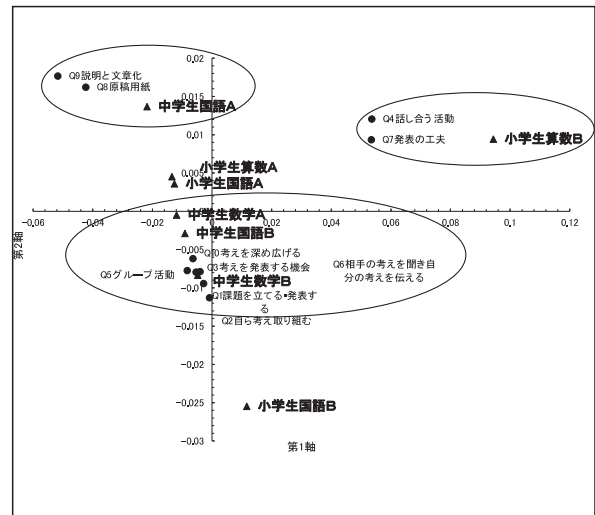 0.02
Q9説明と文章化
Q8原稿用紙
0.015
中学生国語A
Q4話し合う活動
0.01
Q7発表の工夫
小学生算数B
小学生算数A
0.005
小学生国語A
0
-0.06
-0.04
-0.02
0
0.02
0.04
0.06
0.08
0.1
0.12
中学生数学A
中学生国語B
-0.005
Q10考えを深め広げる
Q5グループ活動
Q3考えを発表する機会
Q6相手の考えを聞き自
分の考えを伝える
中学生数学B
-0.01
Q1課題を立てる・発表す
る
Q2自ら考え取り組む
-0.015
-0.02
-0.025
小学生国語B
-0.03
第1軸
第2軸